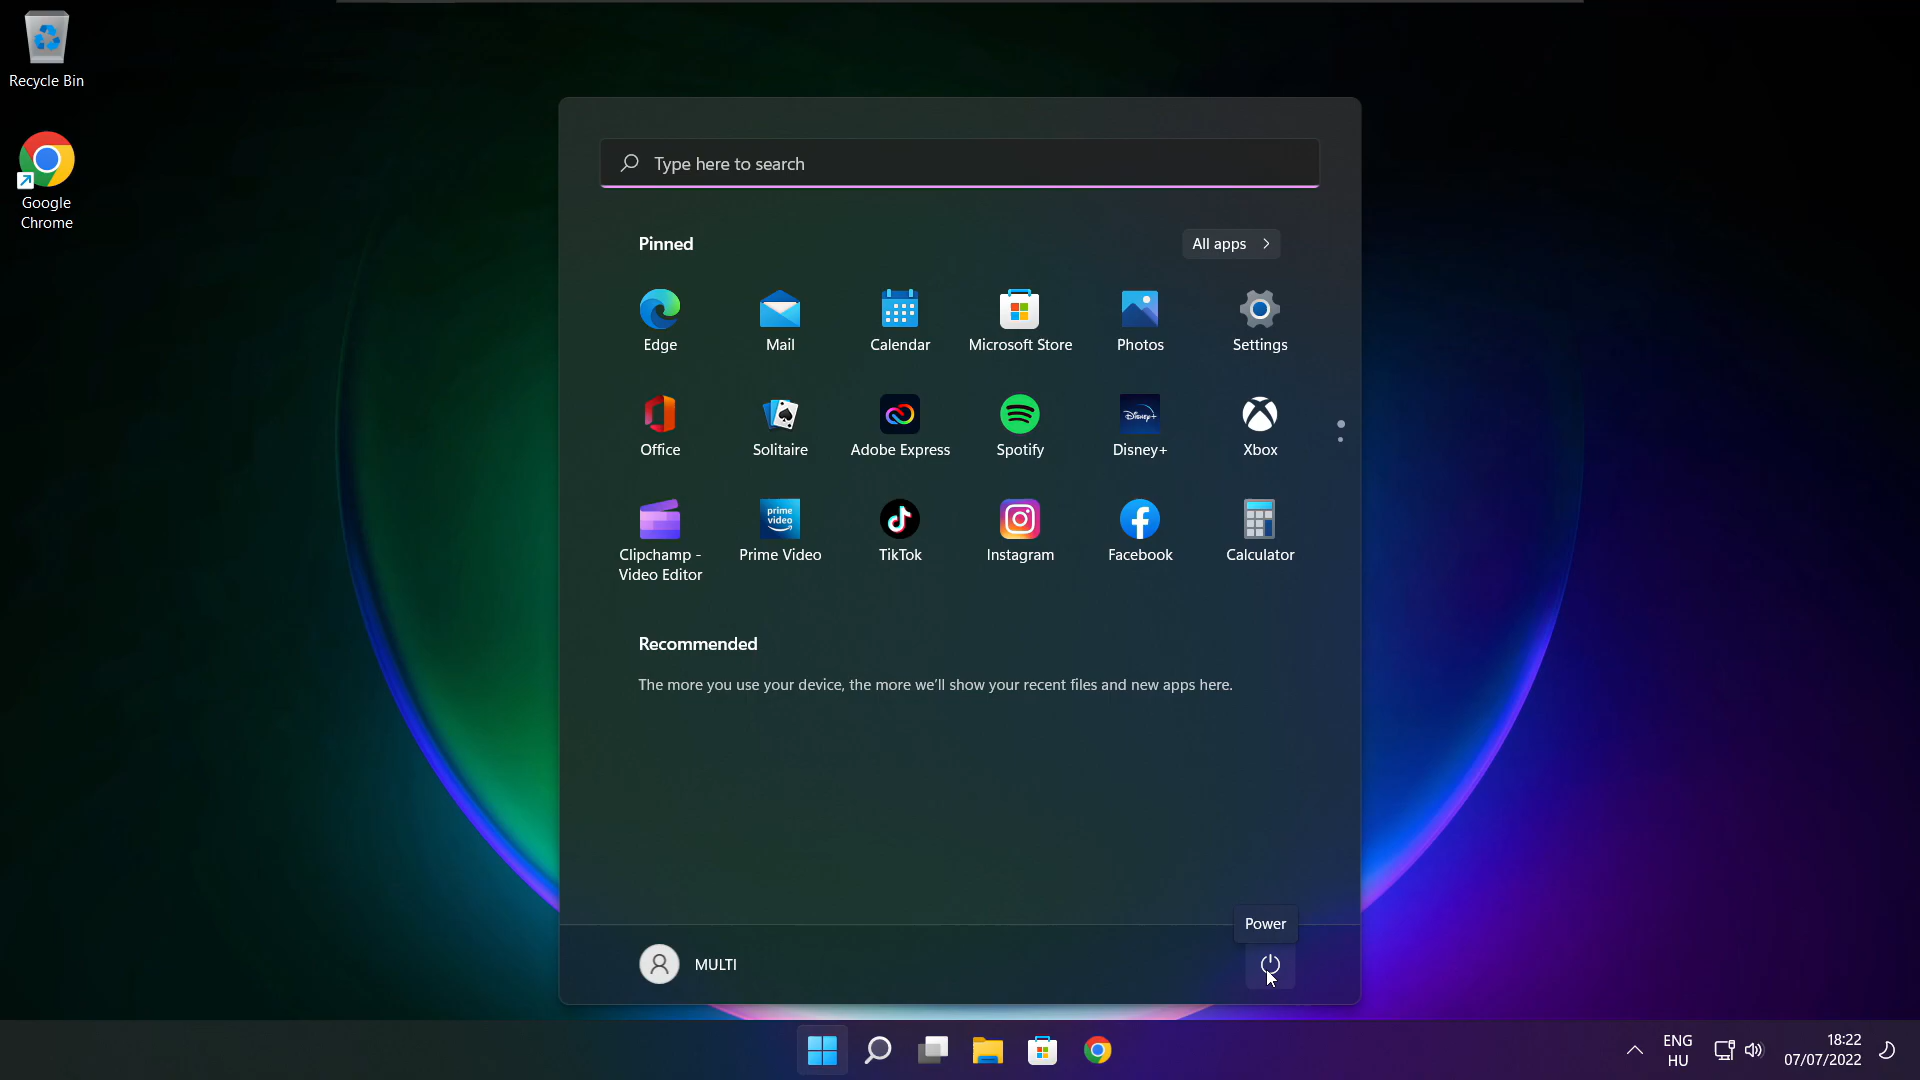 Recycle Bin
Google
Chrome
Type here to search
Pinned
All apps
Edge
Mail
Calendar
Microsoft Store
Photos
Settings
Office
Solitaire
Adobe Express
Disney+
Spotify
Disney+
Xbox
prime
video
Clipchamp -
Video Editor
Prime Video
TikTok
Instagram
Facebook
Calculator
Recommended
The more you use your device, the more we'll show your recent files and new apps here.
Power
MULTI
ENG
HU
18:22
07/07/2022